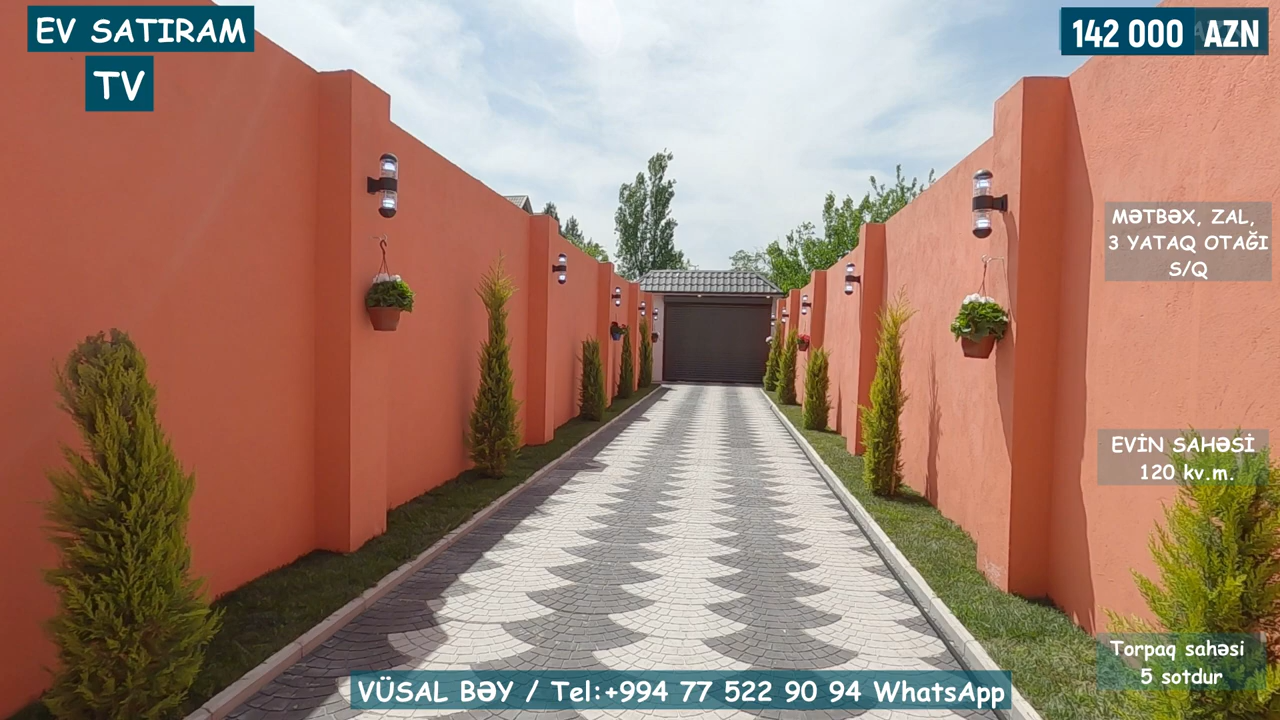 EV SATIRAM
TV
142 000 AZN
MƏTBƏX, ZAL,
3 YATAQ OTAĞI
S/Q
EVİN SAHƏSİ
120 kv.m.
Torpaq sahəsi
5 sotdur
VÜSAL BƏY / Tel:+994 77 522 90 94 WhatsApp